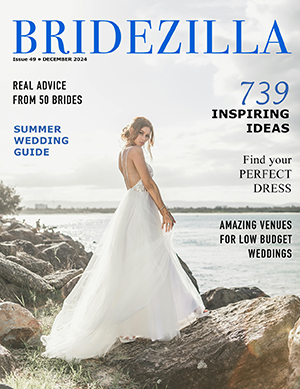 BRIDEZILLA
Issue 49 • DECEMBER 2024
REAL ADVICE
FROM 50 BRIDES
SUMMER
WEDDING
GUIDE
739
INSPIRING
IDEAS
Find your
PERFECT
DRESS
AMAZING VENUES
FOR LOW BUDGET
WEDDINGS